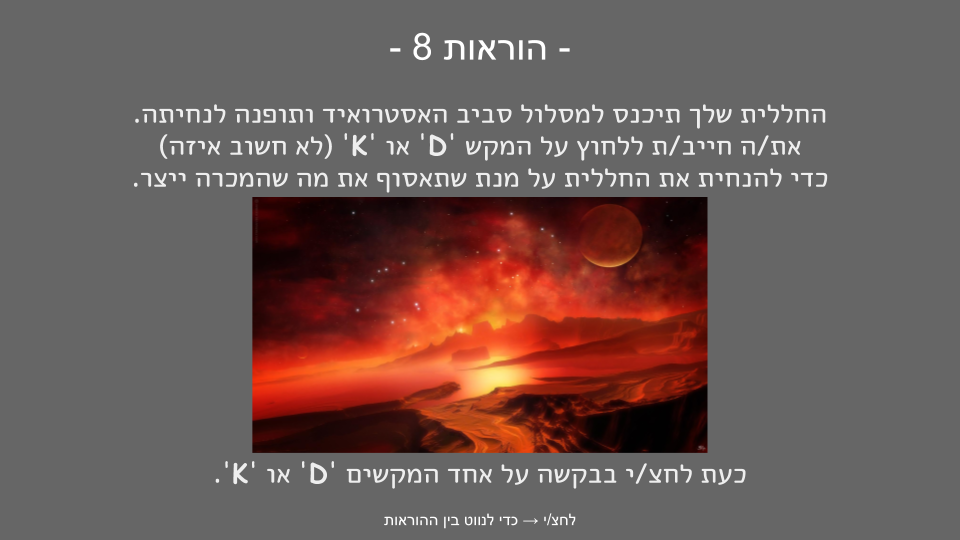 - הוראות 8 -
החללית שלך תיכנס למסלול סביב האסטרואיד ותופנה לנחיתה.
את/ה חייב/ת ללחוץ על המקש 'D' או 'K' (לא חשוב איזה)
כדי להנחית את החללית על מנת שתאסוף את מה שהמכרה ייצר.
כעת לחצ/י בבקשה על אחד המקשים 'D' או 'K'.
לחצ/י → כדי לנווט בין ההוראות